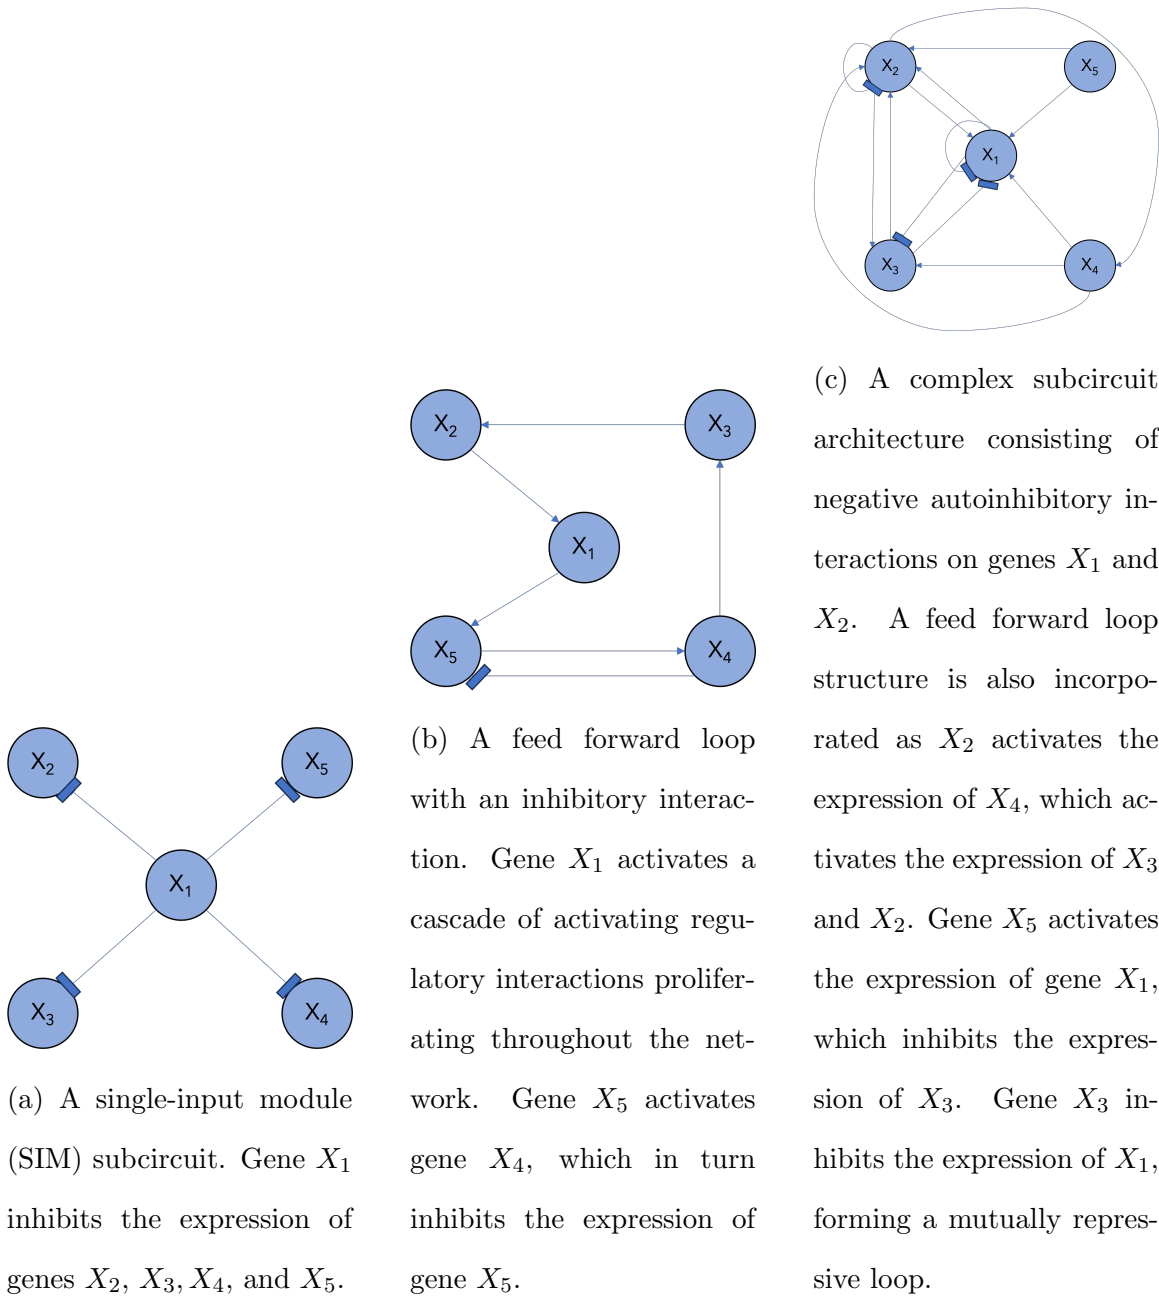 X₂
X₅
X₁
X₃
X₄
(a) A single-input module
(SIM) subcircuit. Gene X₁
inhibits the expression of
genes X₂, X₃, X₄, and X₅.
X₂
X₃
X₁
X₅
X₄
(b) A feed forward loop
with an inhibitory interac-
tion. Gene X₁ activates a
cascade of activating regu-
latory interactions prolifer-
ating throughout the net-
work. Gene X₅ activates
gene X₄, which in turn
inhibits the expression of
gene X₅.
X₂
X₅
X₁
X₃
X₄
(c) A complex subcircuit
architecture consisting of
negative autoinhibitory in-
teractions on genes X₁ and
X₂. A feed forward loop
structure is also incorpo-
rated as X₂ activates the
expression of X₄, which ac-
tivates the expression of X₃
and X₂. Gene X₅ activates
the expression of gene X₁,
which inhibits the expres-
sion of X₃. Gene X₃ in-
hibits the expression of X₁,
forming a mutually repres-
sive loop.